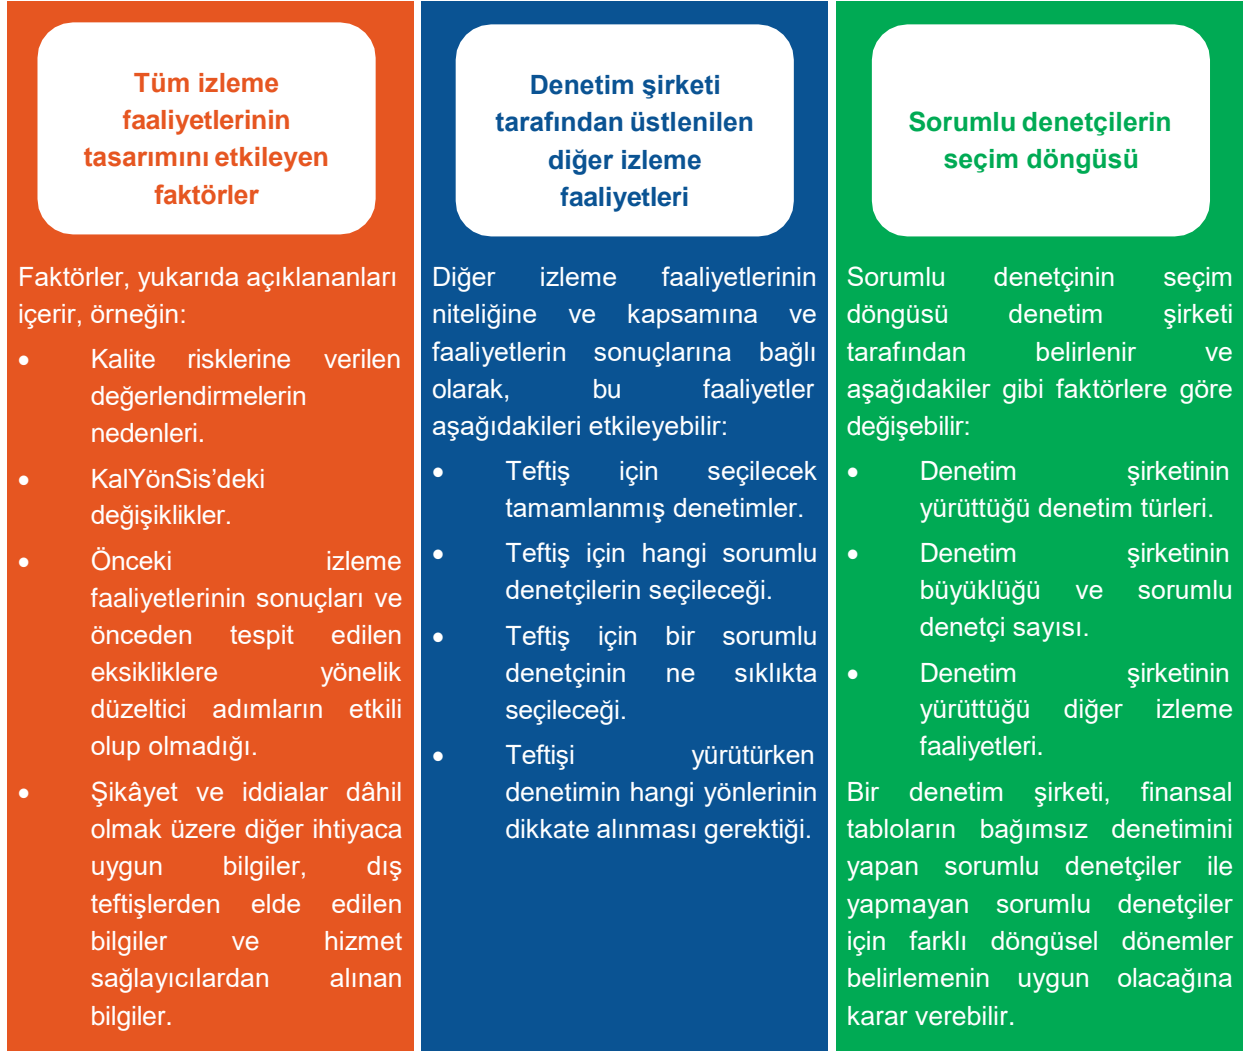 Tüm izleme
faaliyetlerinin
tasarımını etkileyen
faktörler
Faktörler, yukarıda açıklananları
içerir, örneğin:
• Kalite risklerine verilen
değerlendirmelerin
nedenleri.
• KalYönSis’deki
değişiklikler.
• Önceki izleme
faaliyetlerinin sonuçları ve
önceden tespit edilen
eksikliklere yönelik
düzeltici adımların etkili
olup olmadığı.
• Şikâyet ve iddialar dâhil
olmak üzere diğer ihtiyaca
uygun bilgiler, dış
teftişlerden elde edilen
bilgiler ve hizmet
sağlayıcılardan alınan
bilgiler.
Denetim şirketi
tarafından üstlenilen
diğer izleme
faaliyetleri
Diğer izleme faaliyetlerinin
niteliğine ve kapsamına ve
faaliyetlerin sonuçlarına bağlı
olarak, bu faaliyetler
aşağıdakileri etkileyebilir:
• Teftiş için seçilecek
tamamlanmış denetimler.
• Teftiş için hangi sorumlu
denetçilerin seçileceği.
• Teftiş için bir sorumlu
denetçinin ne sıklıkta
seçileceği.
• Teftişi yürütürken
denetimin hangi yönlerinin
dikkate alınması gerektiği.
Sorumlu denetçilerin
seçim döngüsü
Sorumlu denetçinin seçim
döngüsü denetim şirketi
tarafından belirlenir ve
aşağıdakiler gibi faktörlere göre
değişebilir:
• Denetim şirketinin
yürüttüğü denetim türleri.
• Denetim şirketinin
büyüklüğü ve sorumlu
denetçi sayısı.
• Denetim şirketinin
yürüttüğü diğer izleme
faaliyetleri.
Bir denetim şirketi, finansal
tabloların bağımsız denetimini
yapan sorumlu denetçiler ile
yapmayan sorumlu denetçiler
için farklı döngüsel dönemler
belirlemenin uygun olacağına
karar verebilir.